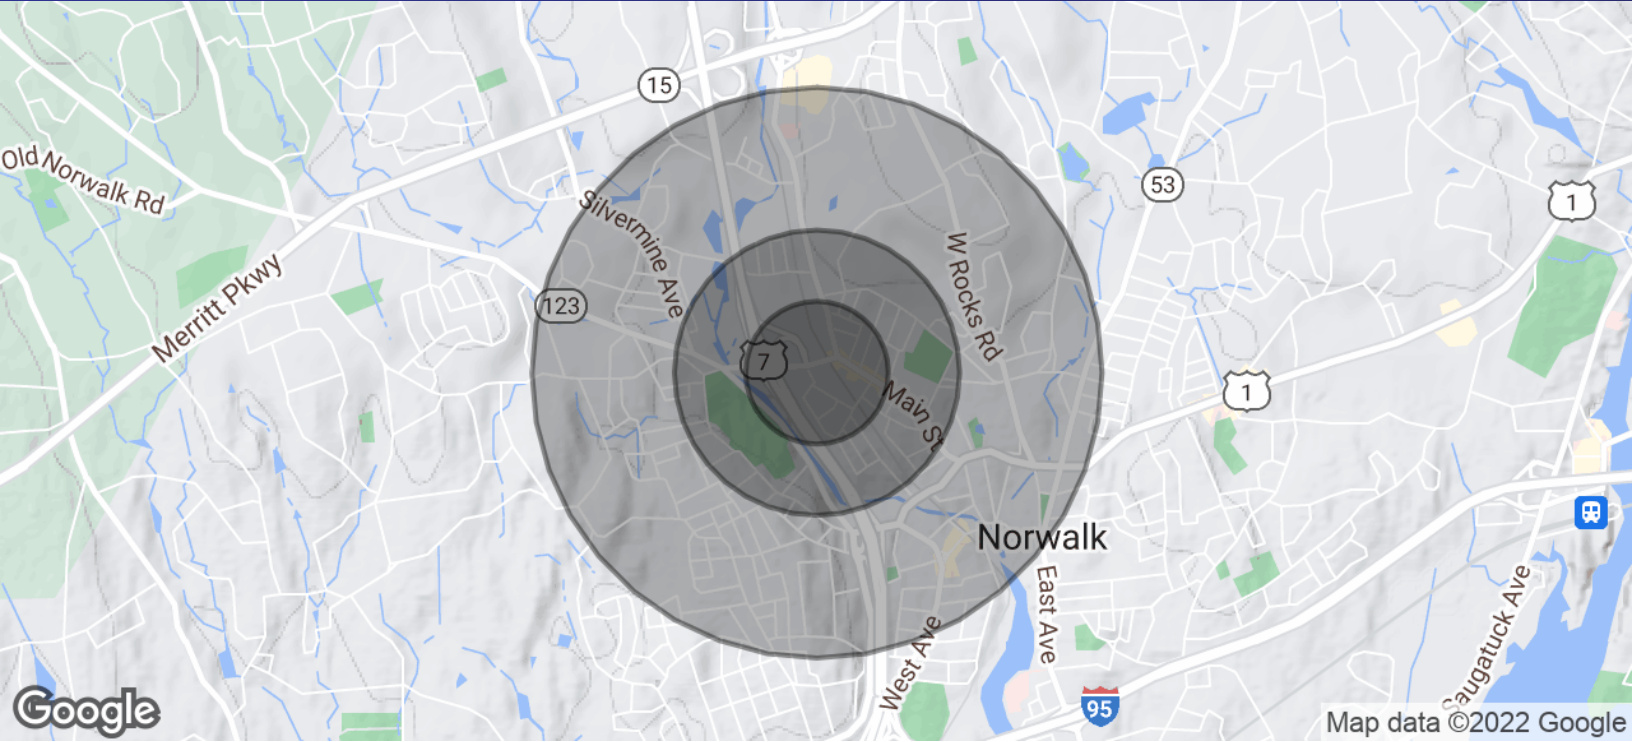 15
Old Norwalk Rd
53
1
Silvermine Ave
W Rocks Rd
Merritt Pkwy
123
7
1
Main St
Norwalk
East Ave
West Ave
Saugatuck Ave
95
Google
Map data ©2022 Google